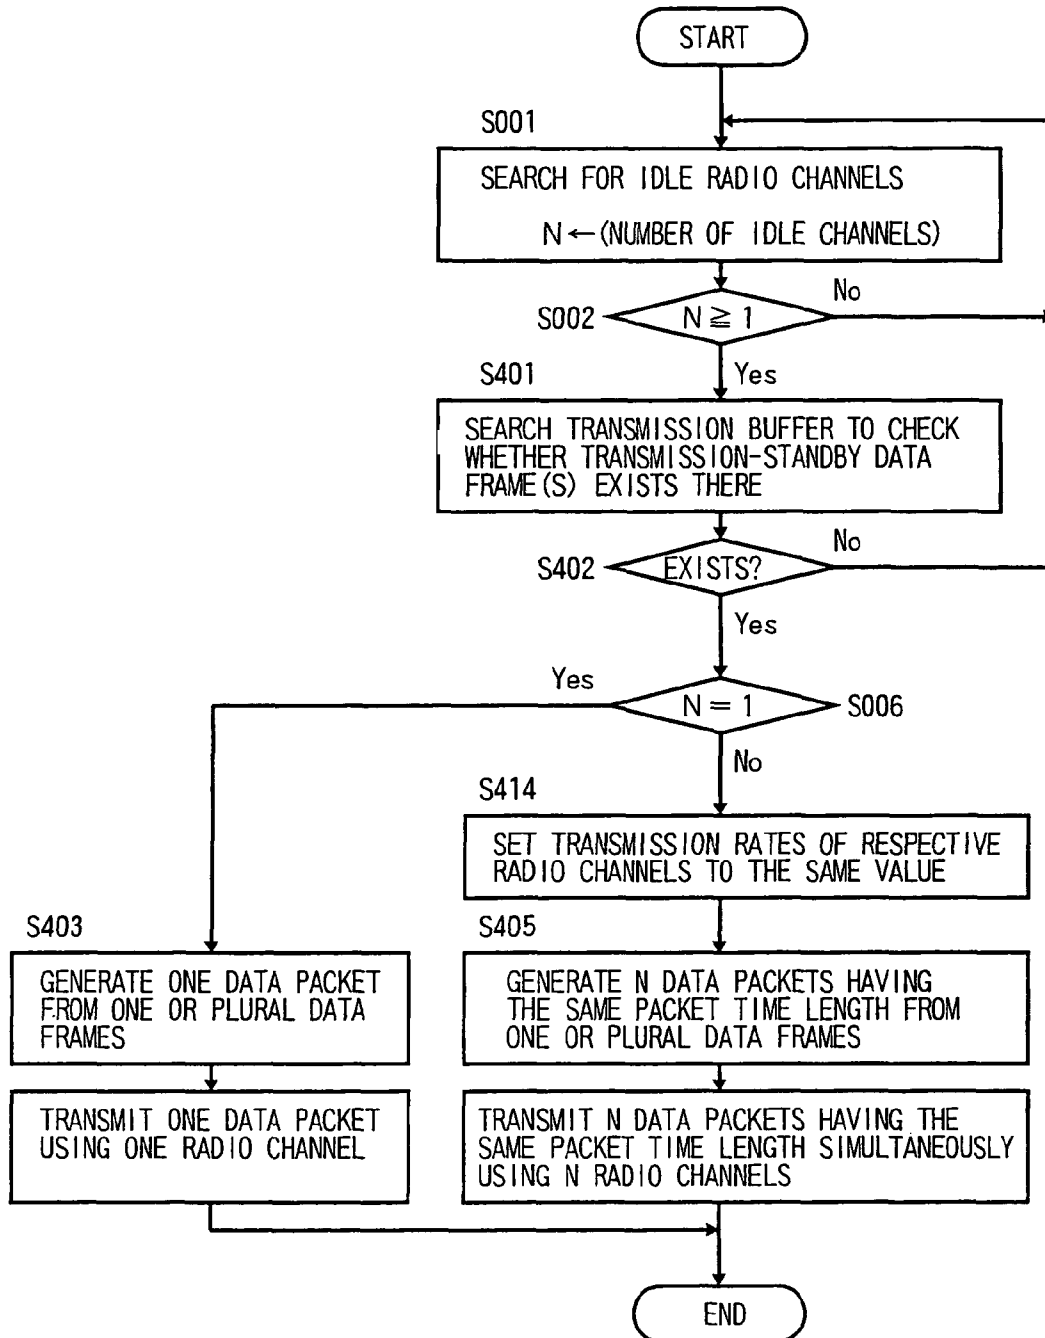 START
S001
SEARCH FOR IDLE RADIO CHANNELS
N ← (NUMBER OF IDLE CHANNELS)
No
S002
N ≧ 1
Yes
S401
SEARCH TRANSMISSION BUFFER TO CHECK
WHETHER TRANSMISSION-STANDBY DATA
FRAME(S) EXISTS THERE
No
S402
EXISTS?
Yes
Yes
N = 1
S006
No
S414
SET TRANSMISSION RATES OF RESPECTIVE
RADIO CHANNELS TO THE SAME VALUE
S403
GENERATE ONE DATA PACKET
FROM ONE OR PLURAL DATA
FRAMES
S405
GENERATE N DATA PACKETS HAVING
THE SAME PACKET TIME LENGTH FROM
ONE OR PLURAL DATA FRAMES
TRANSMIT ONE DATA PACKET
USING ONE RADIO CHANNEL
TRANSMIT N DATA PACKETS HAVING THE
SAME PACKET TIME LENGTH SIMULTANEOUSLY
USING N RADIO CHANNELS
END